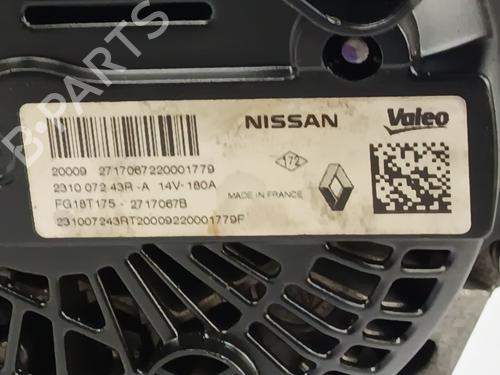 B-PARTS
NISSAN
Valeo
20009 2717067220001779
2310 072 43R -A 14V-180A
172
MADE IN FRANCE
FG18T175 - 2717067B
231007243RT20009220001779F